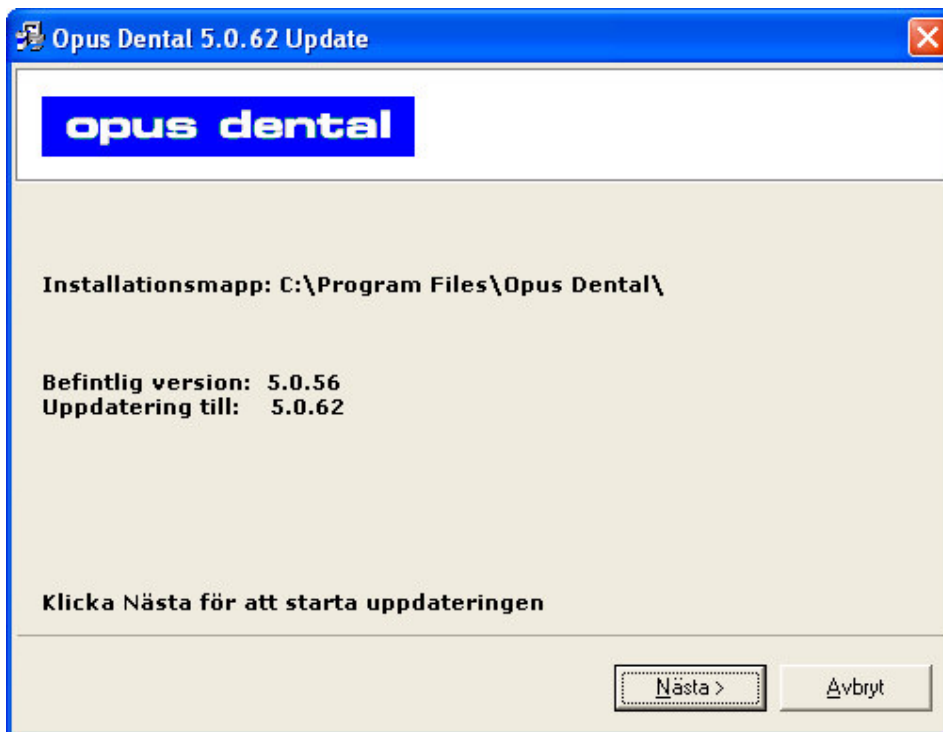 Opus Dental 5.0.62 Update
opus dental
Installationsmapp: C:\Program Files\Opus Dental\
Befintlig version: 5.0.56
Uppdatering till: 5.0.62
Klicka Nästa för att starta uppdateringen
Nästa > Avbryt